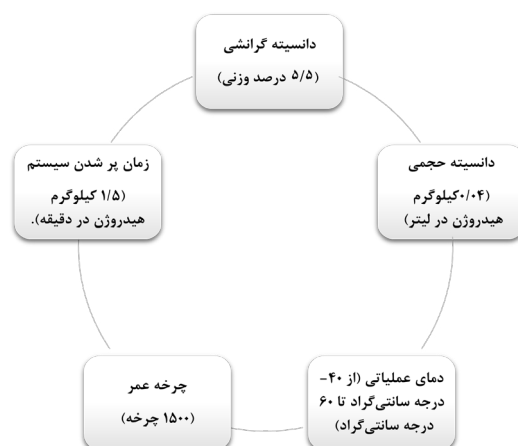 دانسیته گرانشی
(۵/۵ درصد وزنی)
دانسیته حجمی
(۰/۰۴کیلوگرم
هیدروژن در لیتر)
دمای عملیاتی (از ۴۰-
درجه سانتی‌گراد تا ۶۰
درجه سانتی‌گراد)
چرخه عمر
(۱۵۰۰ چرخه)
زمان پر شدن سیستم
(۱/۵ کیلوگرم
هیدروژن در دقیقه).